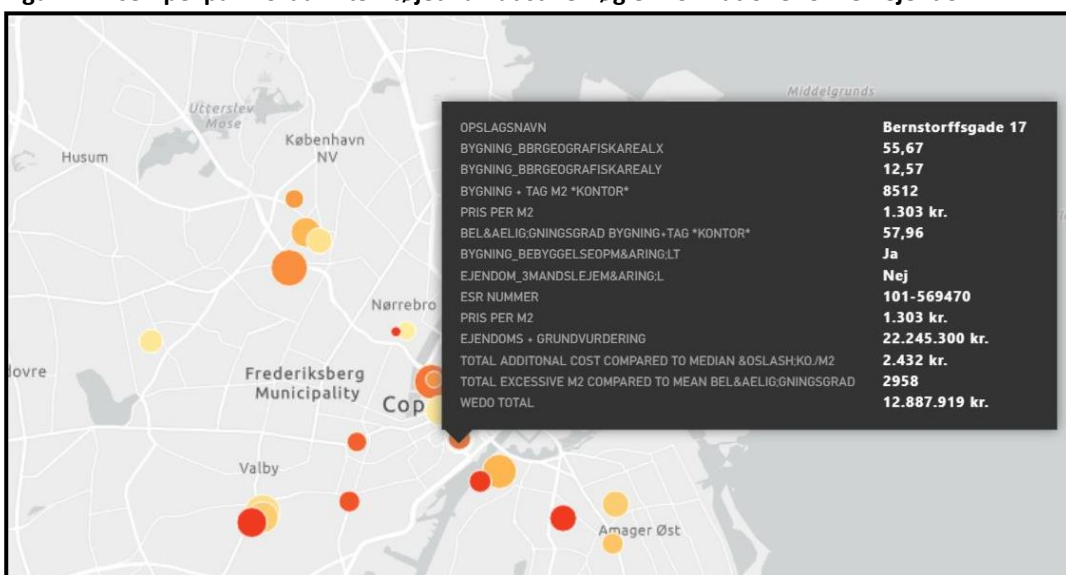 Utterslev
Mose
København
NV
Husum
Middelgrunds
Nørrebro
Frederiksberg
Municipality
Cop
Valby
Amager Øst
OPSLAGSNAVN Bernstorffsgade 17
BYGNING_BBRGEOGRAFISKAREALX 55,67
BYGNING_BBRGEOGRAFISKAREALY 12,57
BYGNING + TAG M2 *KONTOR* 8512
PRIS PER M2 1.303 kr.
BEL&AELIG;GNINGSGRAD BYGNING+TAG *KONTOR* 57,96
BYGNING_BEBYGGELSEOPM&ARING;LT Ja
EJENDOM_3MANDSLEJEM&ARING;L Nej
ESR NUMMER 101-569470
PRIS PER M2 1.303 kr.
EJENDOMS + GRUNDVURDERING 22.245.300 kr.
TOTAL ADDITONAL COST COMPARED TO MEDIAN &OSLASH;KO./M2 2.432 kr.
TOTAL EXCESSIVE M2 COMPARED TO MEAN BEL&AELIG;GNINGSGRAD 2958
WEDO TOTAL 12.887.919 kr.